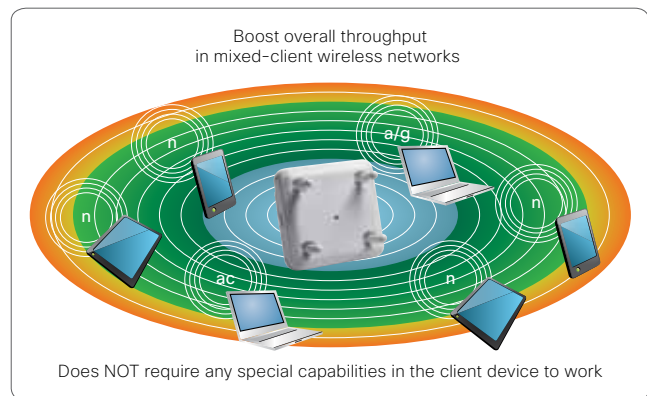 Boost overall throughput
in mixed-client wireless networks
n
a/g
n
n
ac
n
Does NOT require any special capabilities in the client device to work